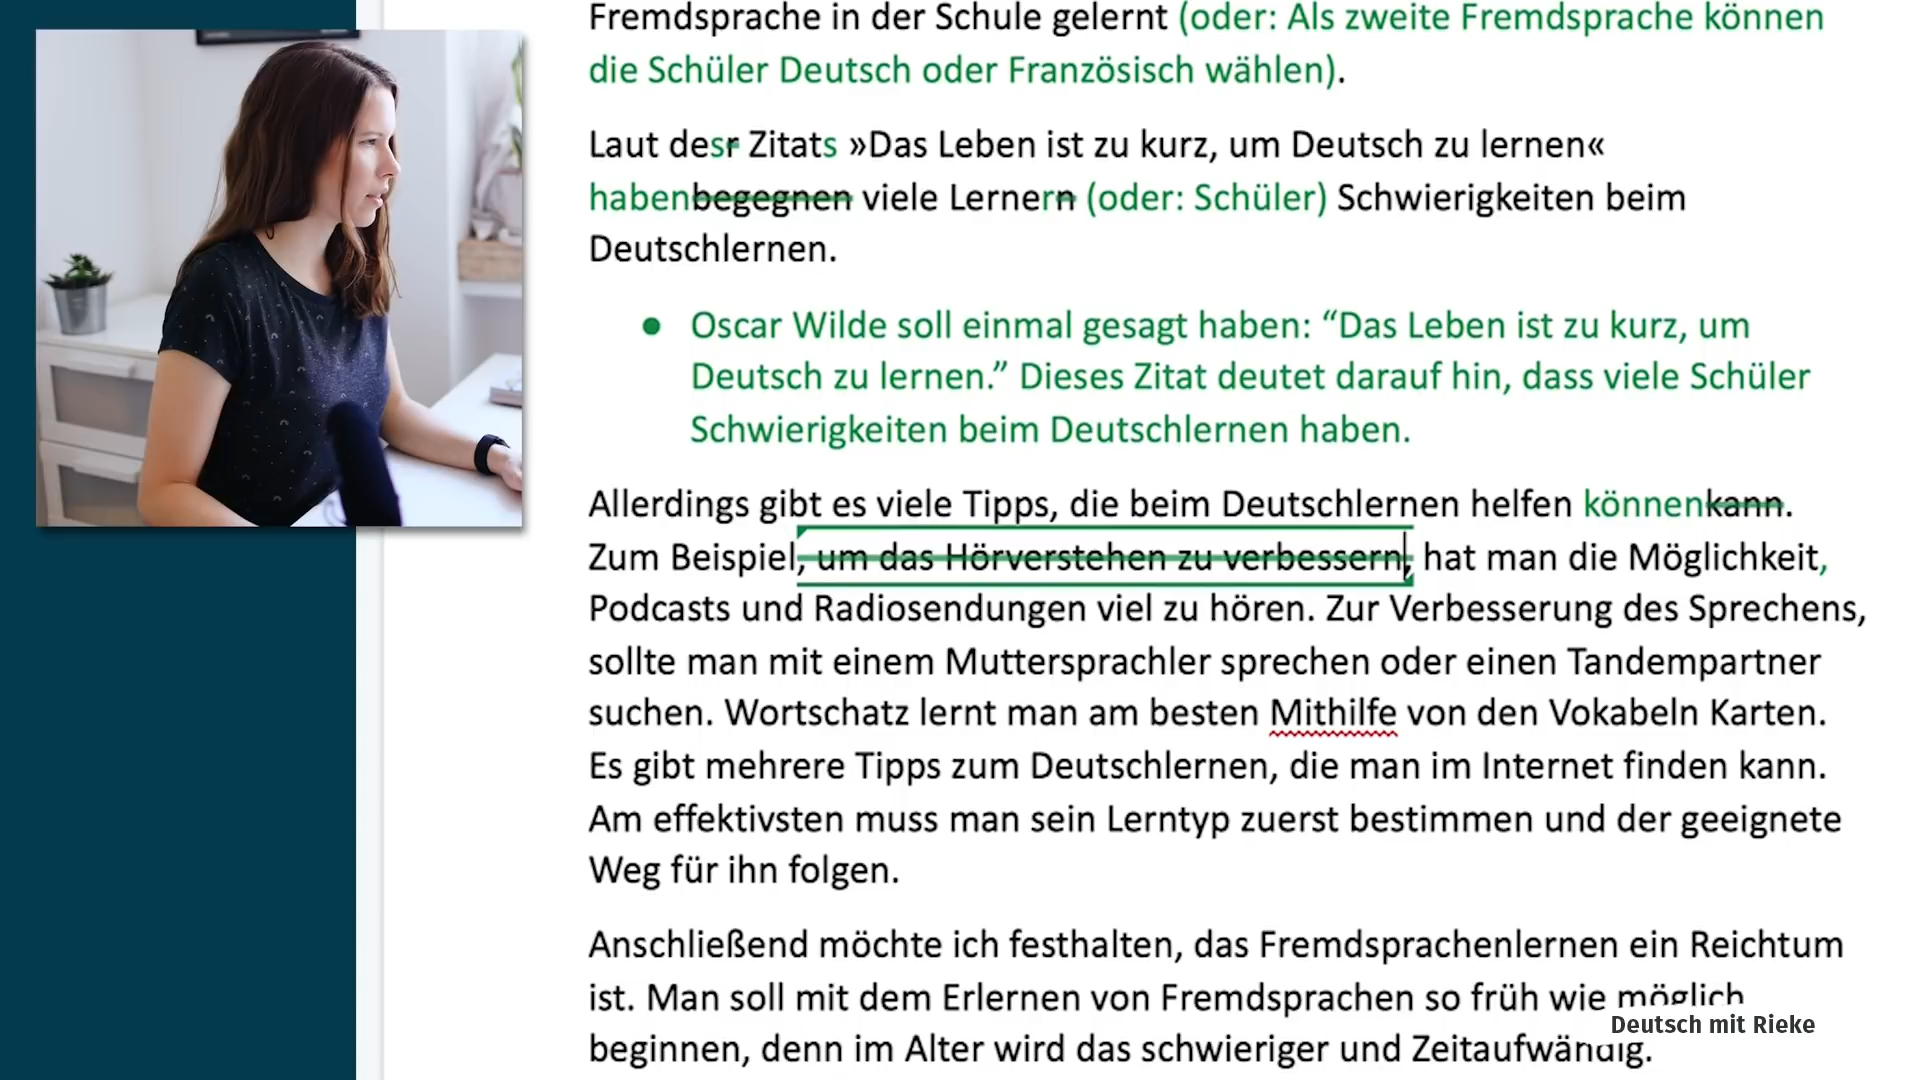 Fremdsprache in der Schule gelernt (oder: Als zweite Fremdsprache können
die Schüler Deutsch oder Französisch wählen).
Laut desr Zitats »Das Leben ist zu kurz, um Deutsch zu lernen«
habenbegegnen viele Lernern (oder: Schüler) Schwierigkeiten beim
Deutschlernen.
● Oscar Wilde soll einmal gesagt haben: “Das Leben ist zu kurz, um
Deutsch zu lernen.” Dieses Zitat deutet darauf hin, dass viele Schüler
Schwierigkeiten beim Deutschlernen haben.
Allerdings gibt es viele Tipps, die beim Deutschlernen helfen könnenkann.
Zum Beispiel, um das Hörverstehen zu verbessern, hat man die Möglichkeit,
Podcasts und Radiosendungen viel zu hören. Zur Verbesserung des Sprechens,
sollte man mit einem Muttersprachler sprechen oder einen Tandempartner
suchen. Wortschatz lernt man am besten Mithilfe von den Vokabeln Karten.
Es gibt mehrere Tipps zum Deutschlernen, die man im Internet finden kann.
Am effektivsten muss man sein Lerntyp zuerst bestimmen und der geeignete
Weg für ihn folgen.
Anschließend möchte ich festhalten, das Fremdsprachenlernen ein Reichtum
ist. Man soll mit dem Erlernen von Fremdsprachen so früh wie möglich
beginnen, denn im Alter wird das schwieriger und Zeitaufwändig.
Deutsch mit Rieke